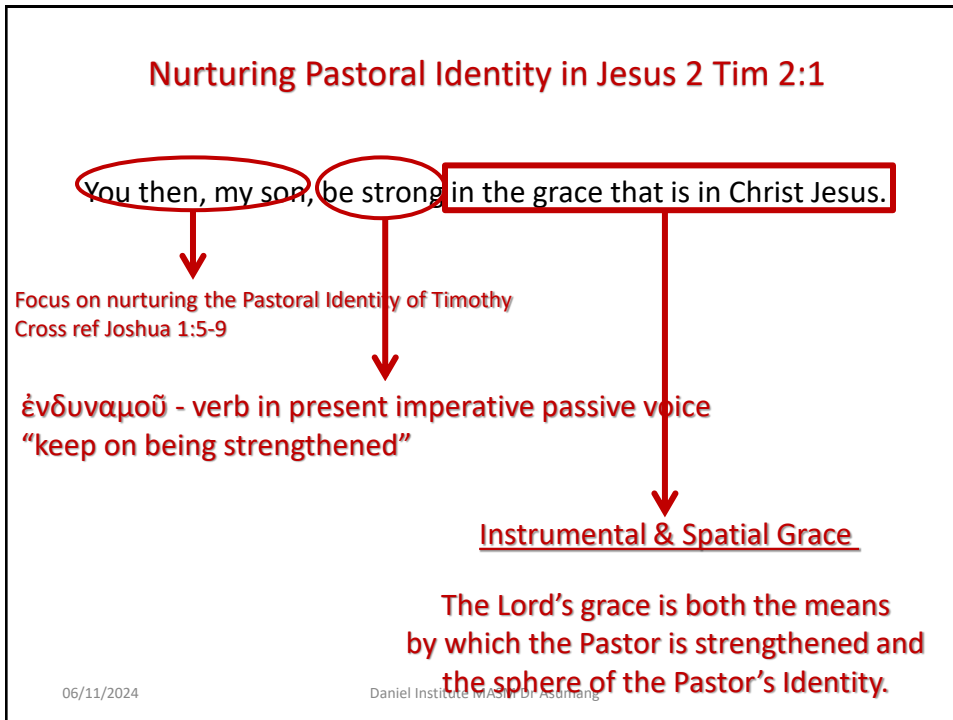 Nurturing Pastoral Identity in Jesus 2 Tim 2:1
You then, my son, be strong in the grace that is in Christ Jesus.
Focus on nurturing the Pastoral Identity of Timothy
Cross ref Joshua 1:5-9
ἐνδυναμοῦ - verb in present imperative passive voice
“keep on being strengthened”
Instrumental & Spatial Grace
The Lord’s grace is both the means
by which the Pastor is strengthened and
the sphere of the Pastor’s Identity.
06/11/2024
Daniel Institute MASM Dr Asumang